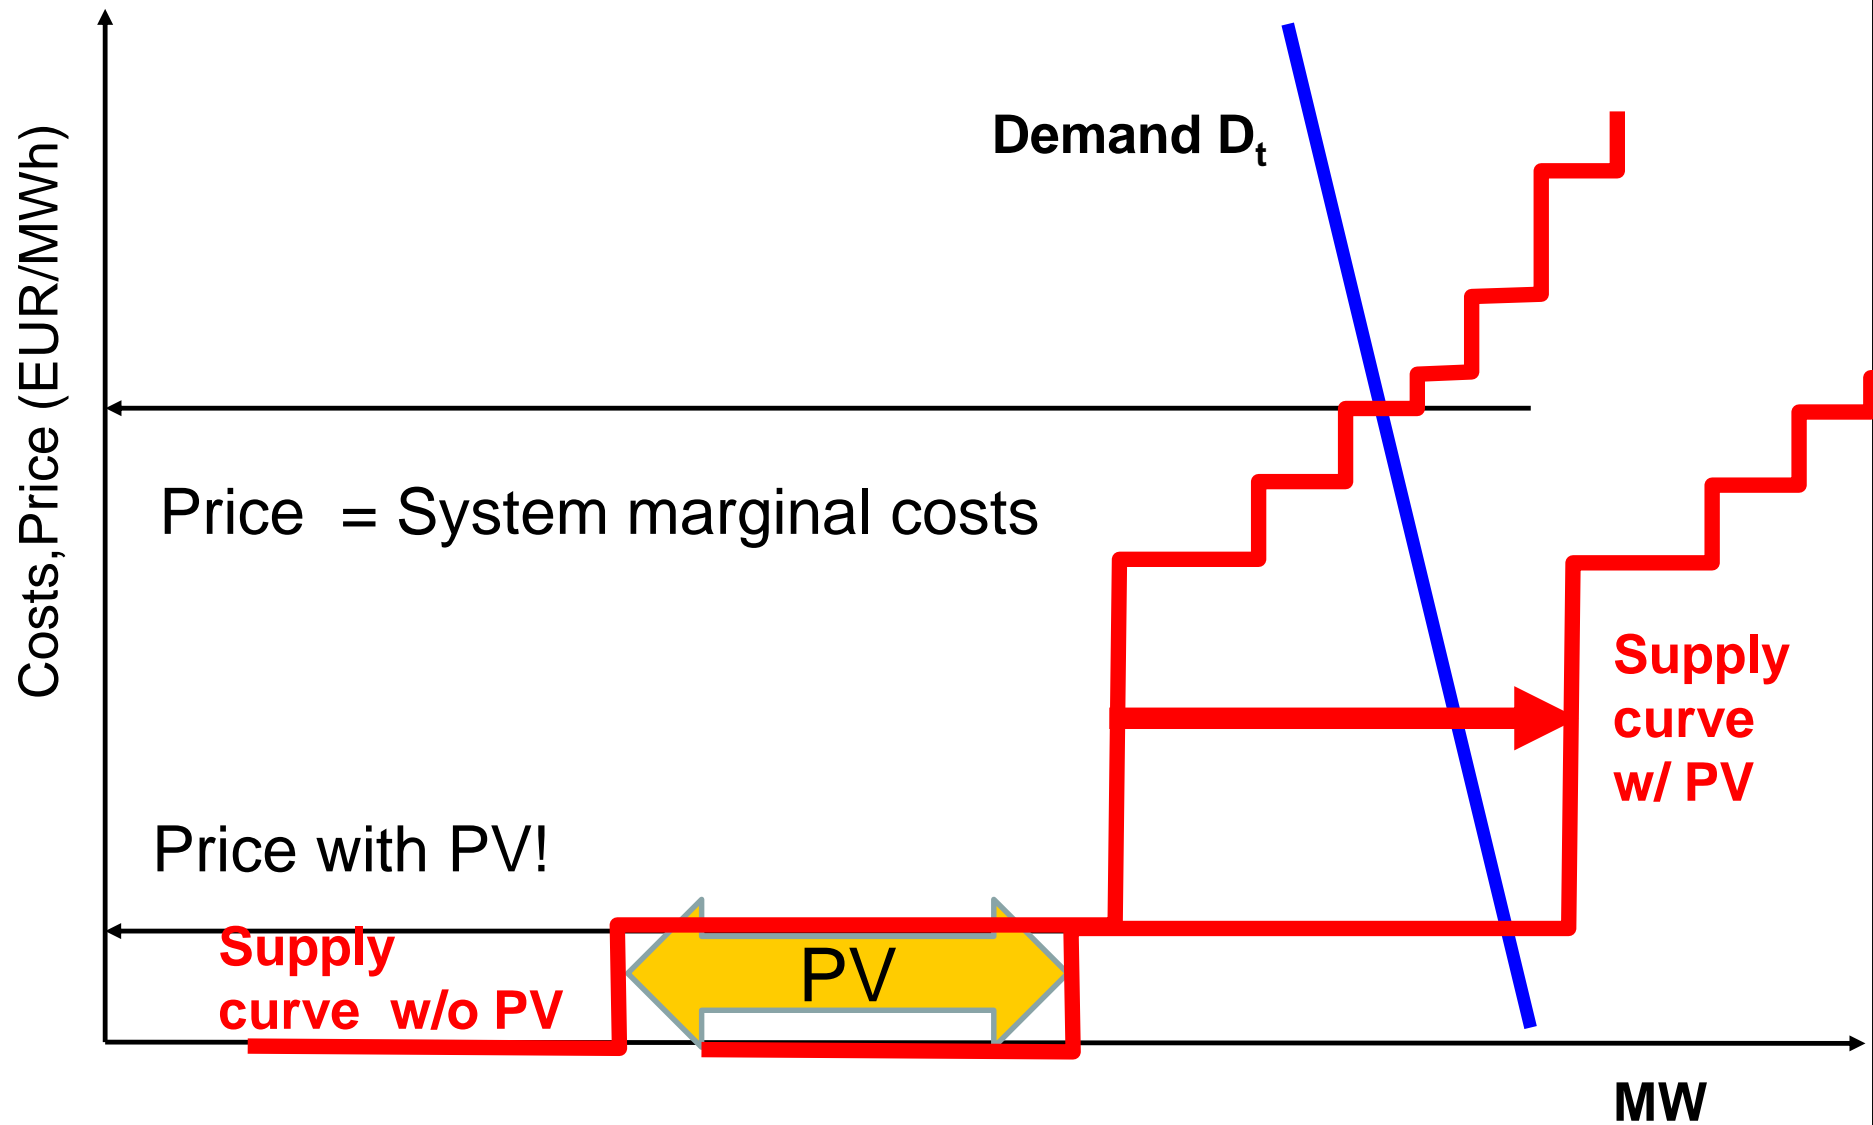 Costs,Price (EUR/MWh)
Demand Dt
Price = System marginal costs
Supply
curve
w/ PV
Price with PV!
Supply
curve w/o PV
PV
MW